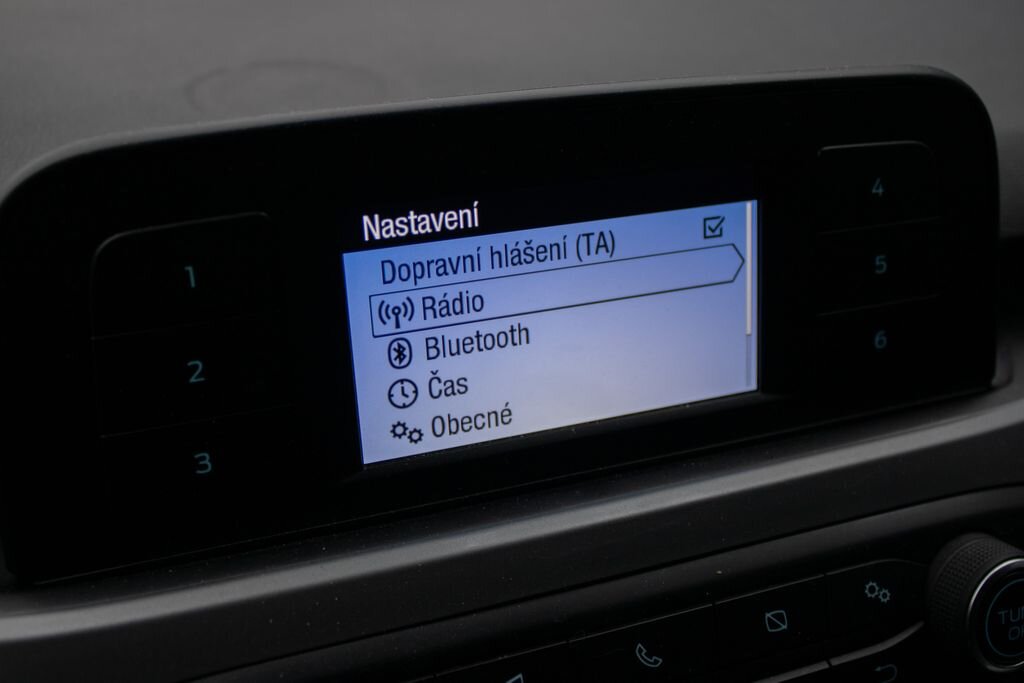 Nastavení
Dopravní hlášení (TA)
Rádio
Bluetooth
Čas
Obecné
1
2
3
4
5
6